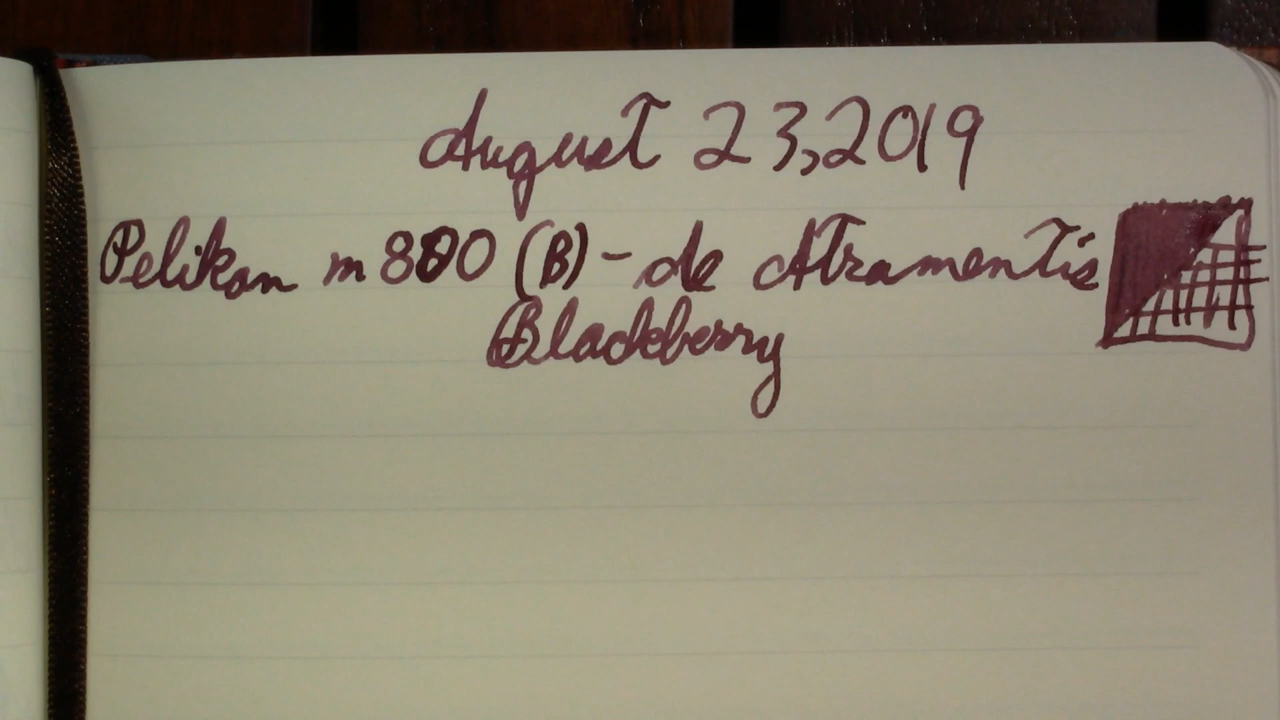 August 23, 2019
Pelikan m800 (B) - de Atramentis
Blackberry